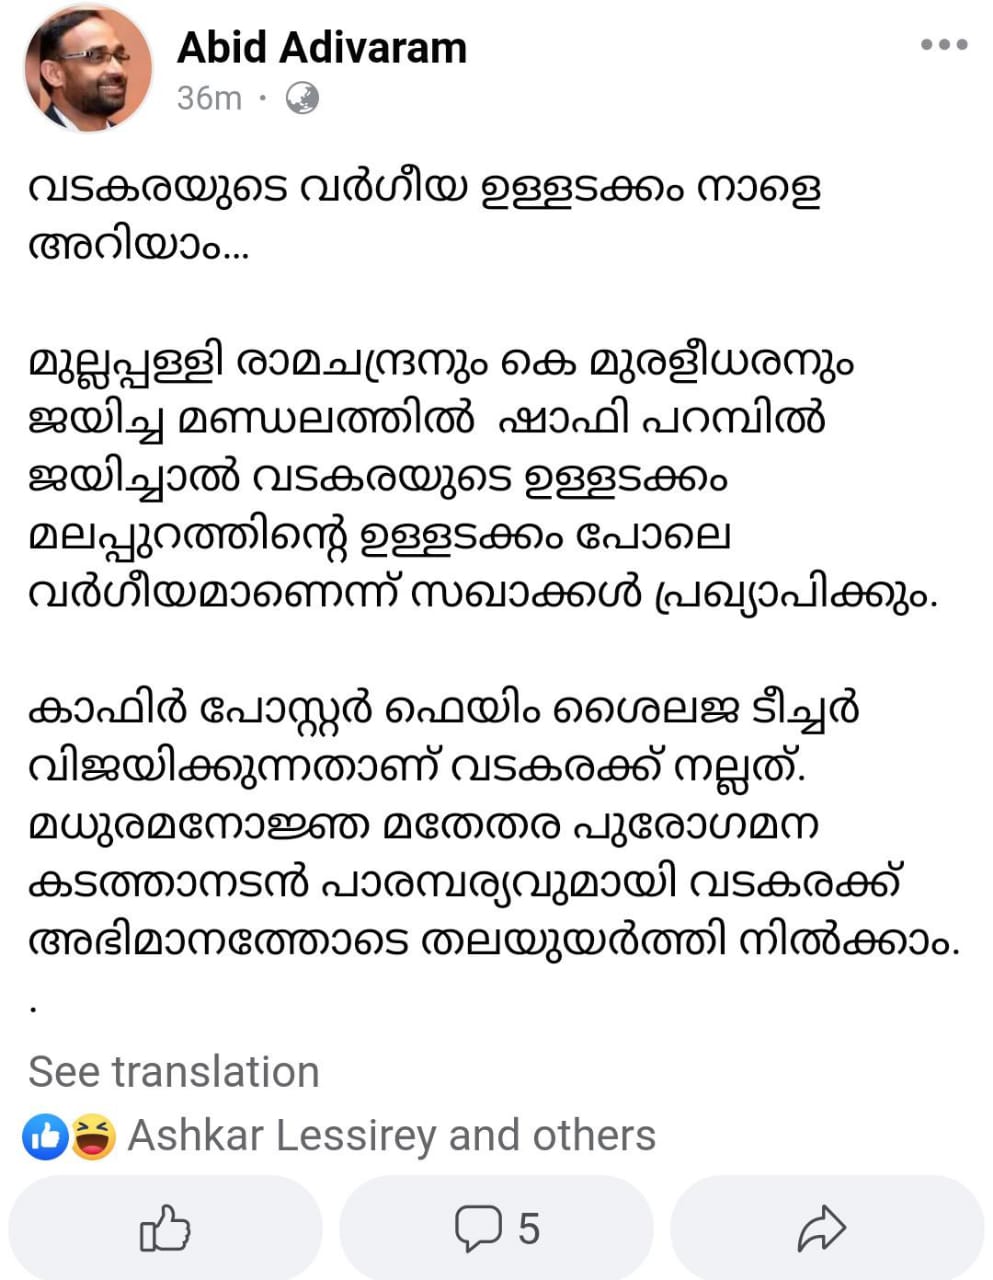 Abid Adivaram
36m ·
വടകരയുടെ വർഗീയ ഉള്ളടക്കം നാളെ
അറിയാം...
മുല്ലപ്പള്ളി രാമചന്ദ്രനും കെ മുരളീധരനും
ജയിച്ച മണ്ഡലത്തിൽ ഷാഫി പറമ്പിൽ
ജയിച്ചാൽ വടകരയുടെ ഉള്ളടക്കം
മലപ്പുറത്തിന്റെ ഉള്ളടക്കം പോലെ
വർഗീയമാണെന്ന് സഖാക്കൾ പ്രഖ്യാപിക്കും.
കാഫിർ പോസ്റ്റർ ഫെയിം ശൈലജ ടീച്ചർ
വിജയിക്കുന്നതാണ് വടകരക്ക് നല്ലത്.
മധുരമനോജ്ഞ മതേതര പുരോഗമന
കടത്താനടൻ പാരമ്പര്യവുമായി വടകരക്ക്
അഭിമാനത്തോടെ തലയുയർത്തി നിൽക്കാം.
.
See translation
Ashkar Lessirey and others
5